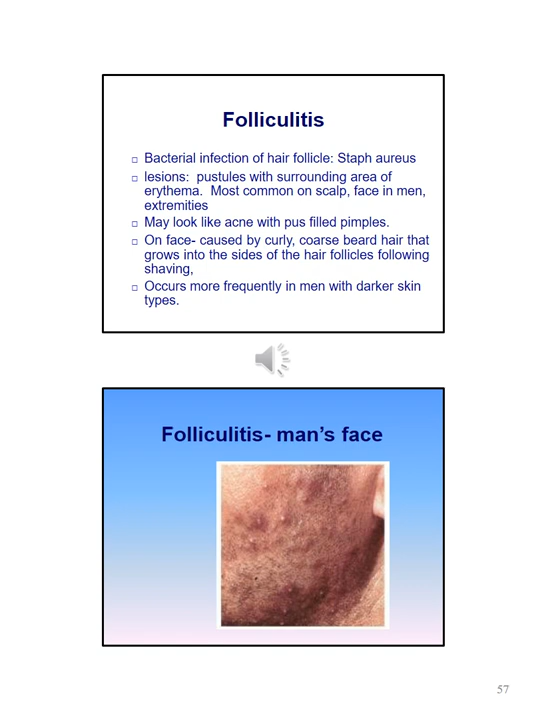 Folliculitis
□ Bacterial infection of hair follicle: Staph aureus
□ lesions: pustules with surrounding area of
erythema. Most common on scalp, face in men,
extremities
□ May look like acne with pus filled pimples.
□ On face- caused by curly, coarse beard hair that
grows into the sides of the hair follicles following
shaving,
□ Occurs more frequently in men with darker skin
types.
Folliculitis- man’s face
57